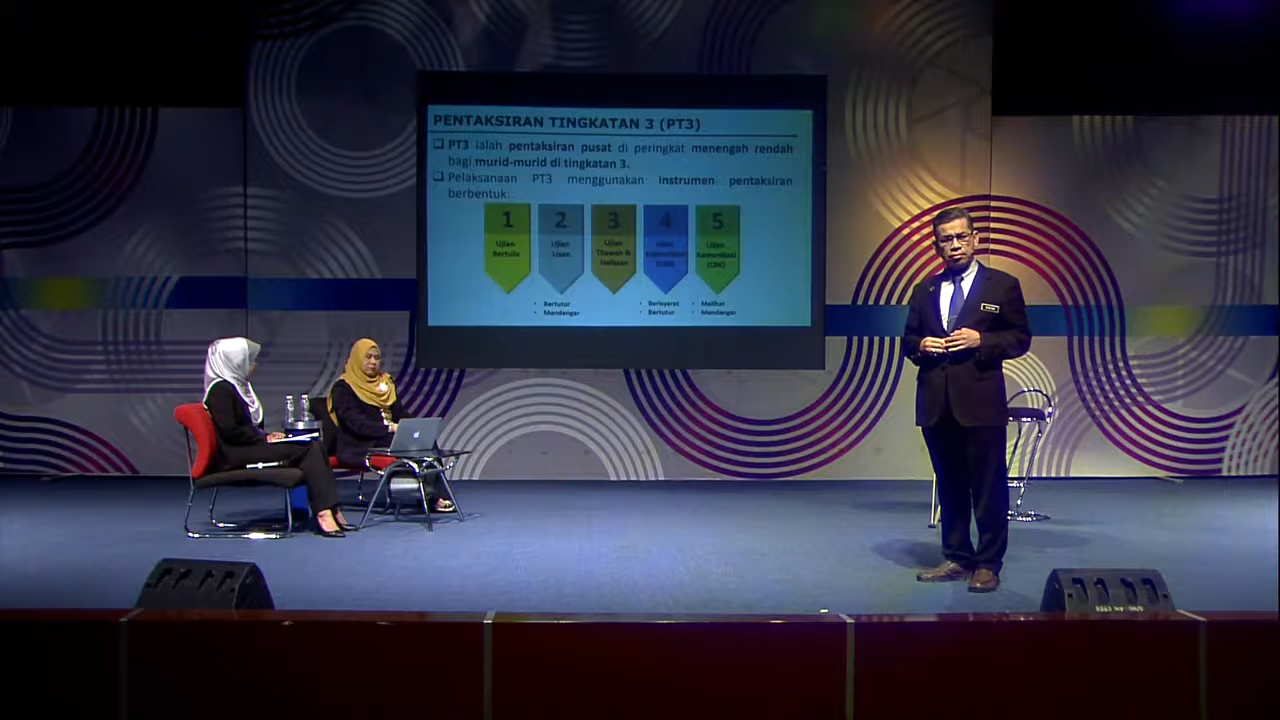 PENTAKSIRAN TINGKATAN 3 (PT3)
PT3 ialah pentaksiran pusat di peringkat menengah rendah
bagi murid-murid di tingkatan 3.
Pelaksanaan PT3 menggunakan instrumen pentaksiran
berbentuk:
1 2 3 4 5
Ujian Ujian Ujian Ujian
Bertulis Lisan Tilawah & Komunikasi
Hafazan
Bertutur Berisyarat Melihat
Mendengar Bertutur Mendengar